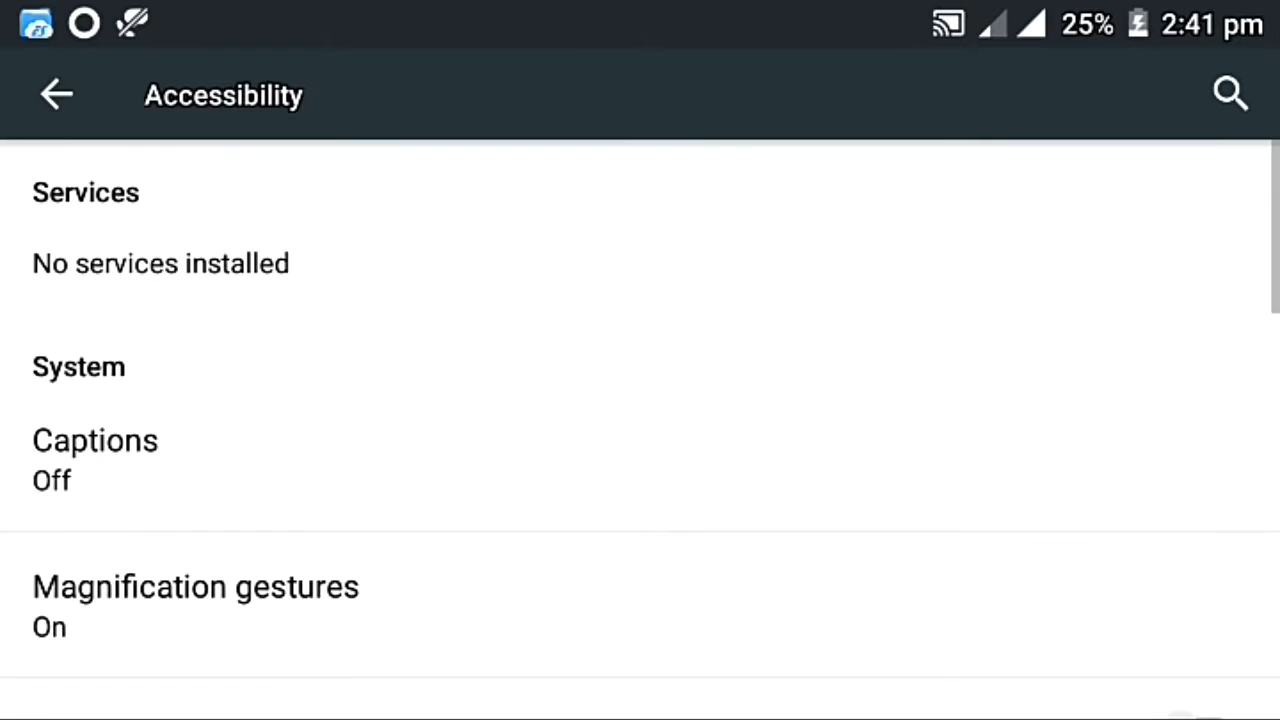 25% 2:41 pm
Accessibility
Services
No services installed
System
Captions
Off
Magnification gestures
On